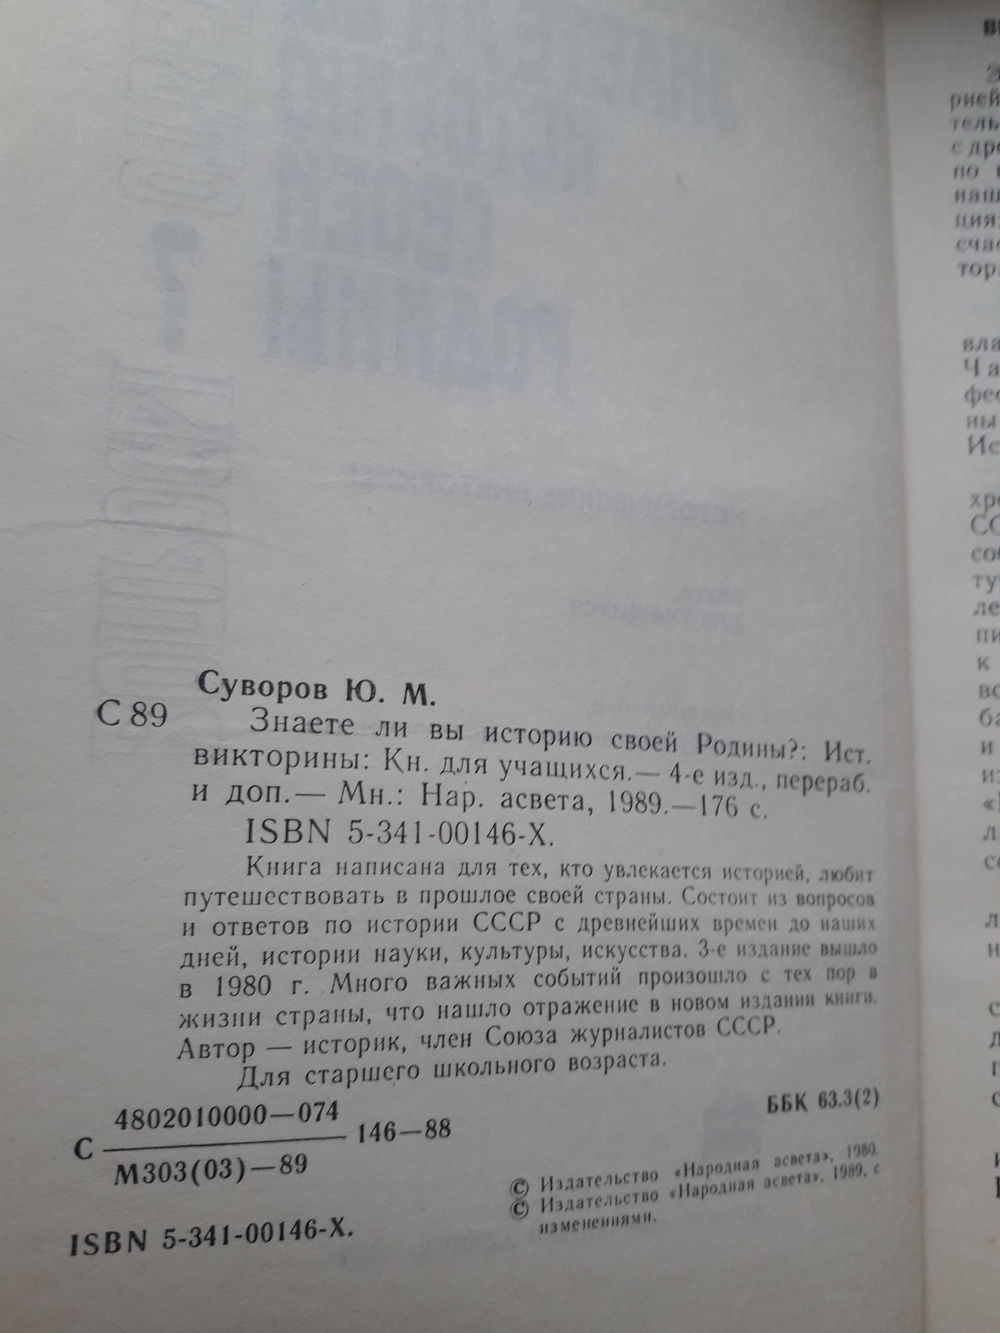 Суворов Ю. М.
С 89
Знаете ли вы историю своей Родины?: Ист.
викторины: Кн. для учащихся.— 4-е изд., перераб.
и доп.— Мн.: Нар. асвета, 1989.—176 с.
ISBN 5-341-00146-X.
Книга написана для тех, кто увлекается историей, любит
путешествовать в прошлое своей страны. Состоит из вопросов
и ответов по истории СССР с древнейших времен до наших
дней, истории науки, культуры, искусства. 3-е издание вышло
в 1980 г. Много важных событий произошло с тех пор в
жизни страны, что нашло отражение в новом издании книги.
Автор — историк, член Союза журналистов СССР.
Для старшего школьного возраста.
С 4802010000—074
М303(03)—89
146—88
ББК 63.3(2)
© Издательство «Народная асвета», 1980.
© Издательство «Народная асвета», 1989, с
изменениями.
ISBN 5-341-00146-X.